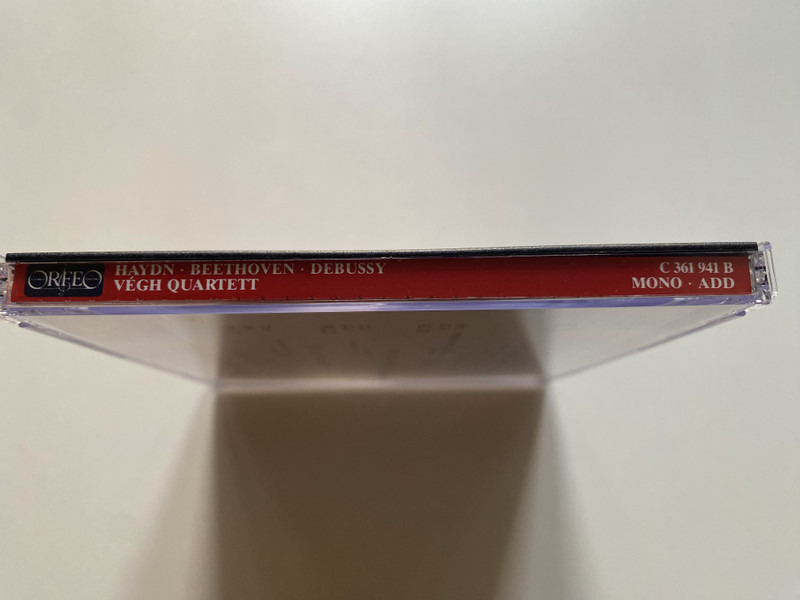 ORFEO
HAYDN · BEETHOVEN · DEBUSSY
VÉGH QUARTETT
C 361 941 B
MONO · ADD